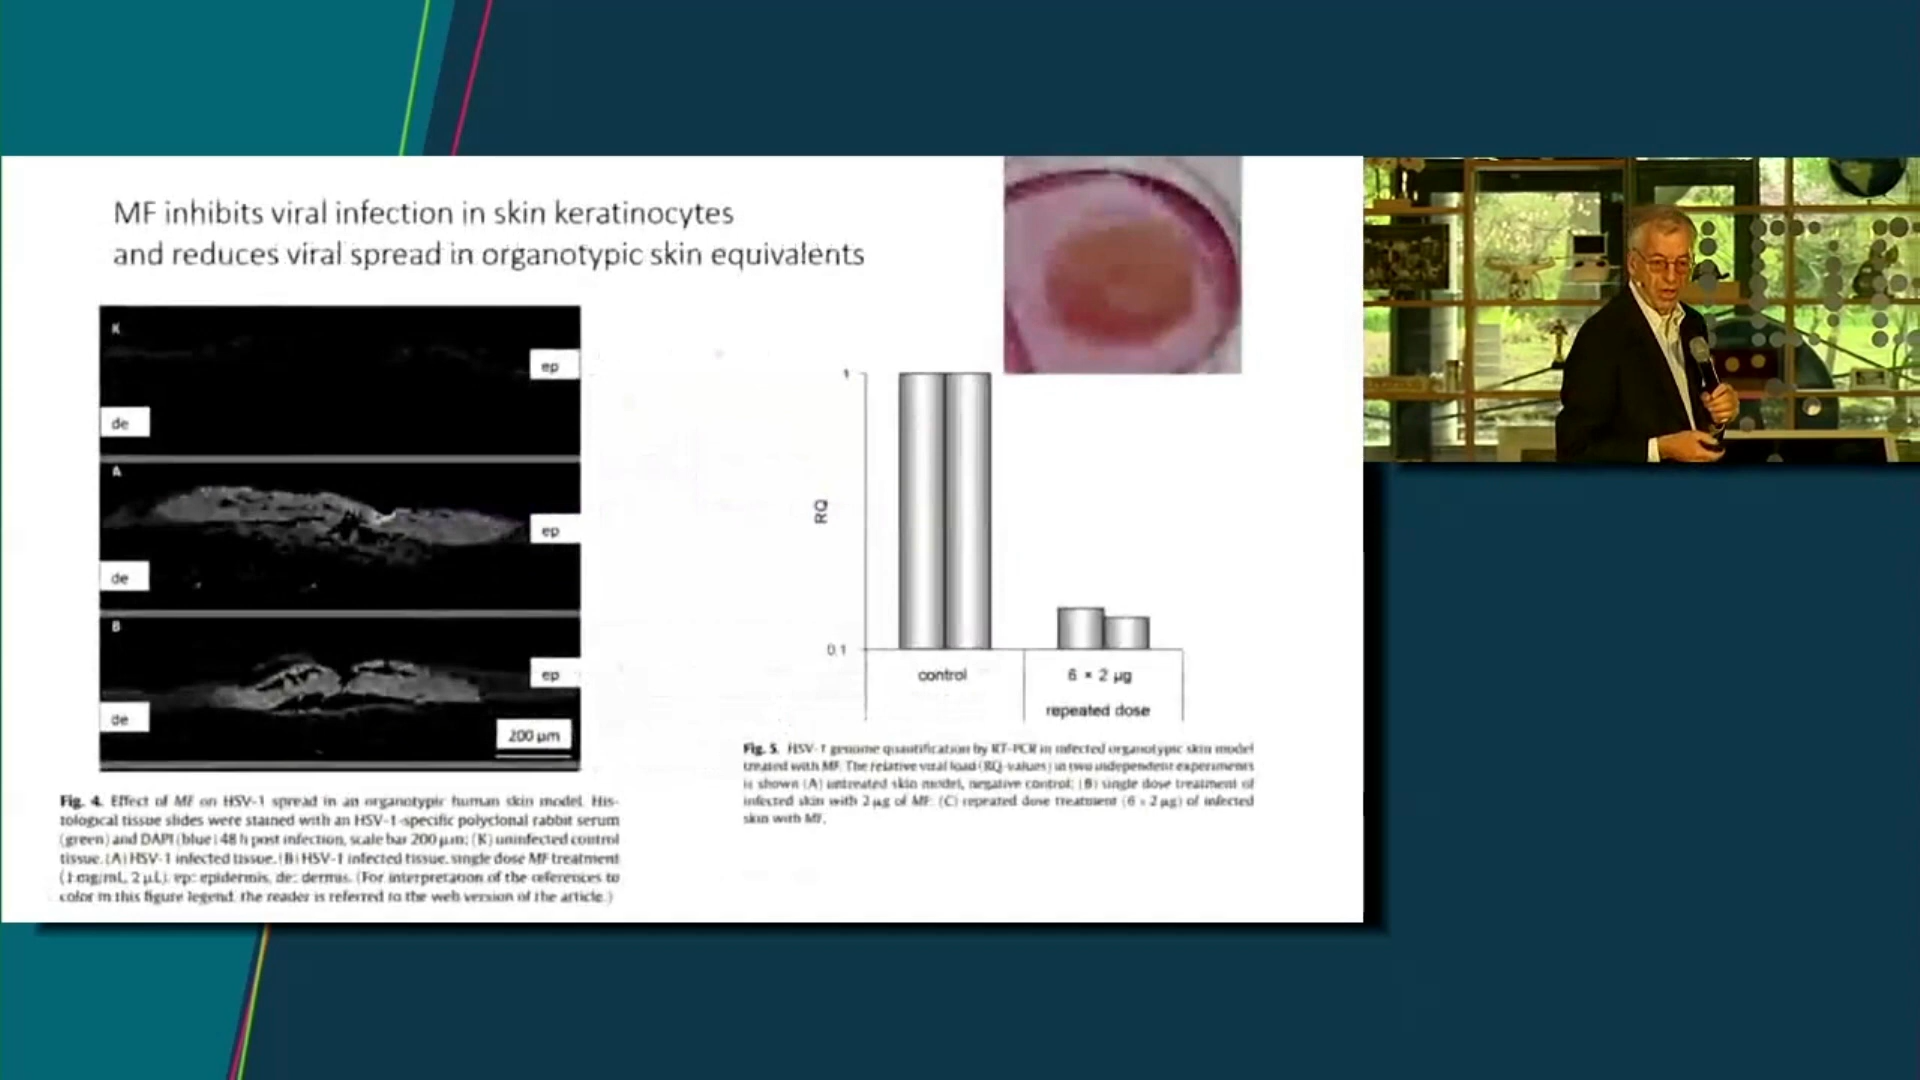 MF inhibits viral infection in skin keratinocytes
and reduces viral spread in organotypic skin equivalents
K
ep
de
A
ep
de
B
ep
de
200 µm
Fig. 4. Effect of MF on HSV-1 spread in an organotypic human skin model. His-
tological tissue slides were stained with an HSV-1-specific polyclonal rabbit serum
(green) and DAPI (blue) 48 h post infection, scale bar 200 µm; (K) uninfected control
tissue. (A) HSV-1 infected tissue. (B) HSV-1 infected tissue, single dose MF treatment
(1 mg/mL, 2 µL). ep: epidermis, de: dermis. (For interpretation of the references to
color in this figure legend, the reader is referred to the web version of the article.)
1
RQ
0.1
control
6 × 2 µg
repeated dose
Fig. 5. HSV-1 genome quantification by RT-PCR in infected organotypic skin model
treated with MF. The relative viral load (RQ-values) in two independent experiments
is shown (A) untreated skin model, negative control; (B) single dose treatment of
infected skin with 2 µg of MF; (C) repeated dose treatment (6 × 2 µg) of infected
skin with MF.